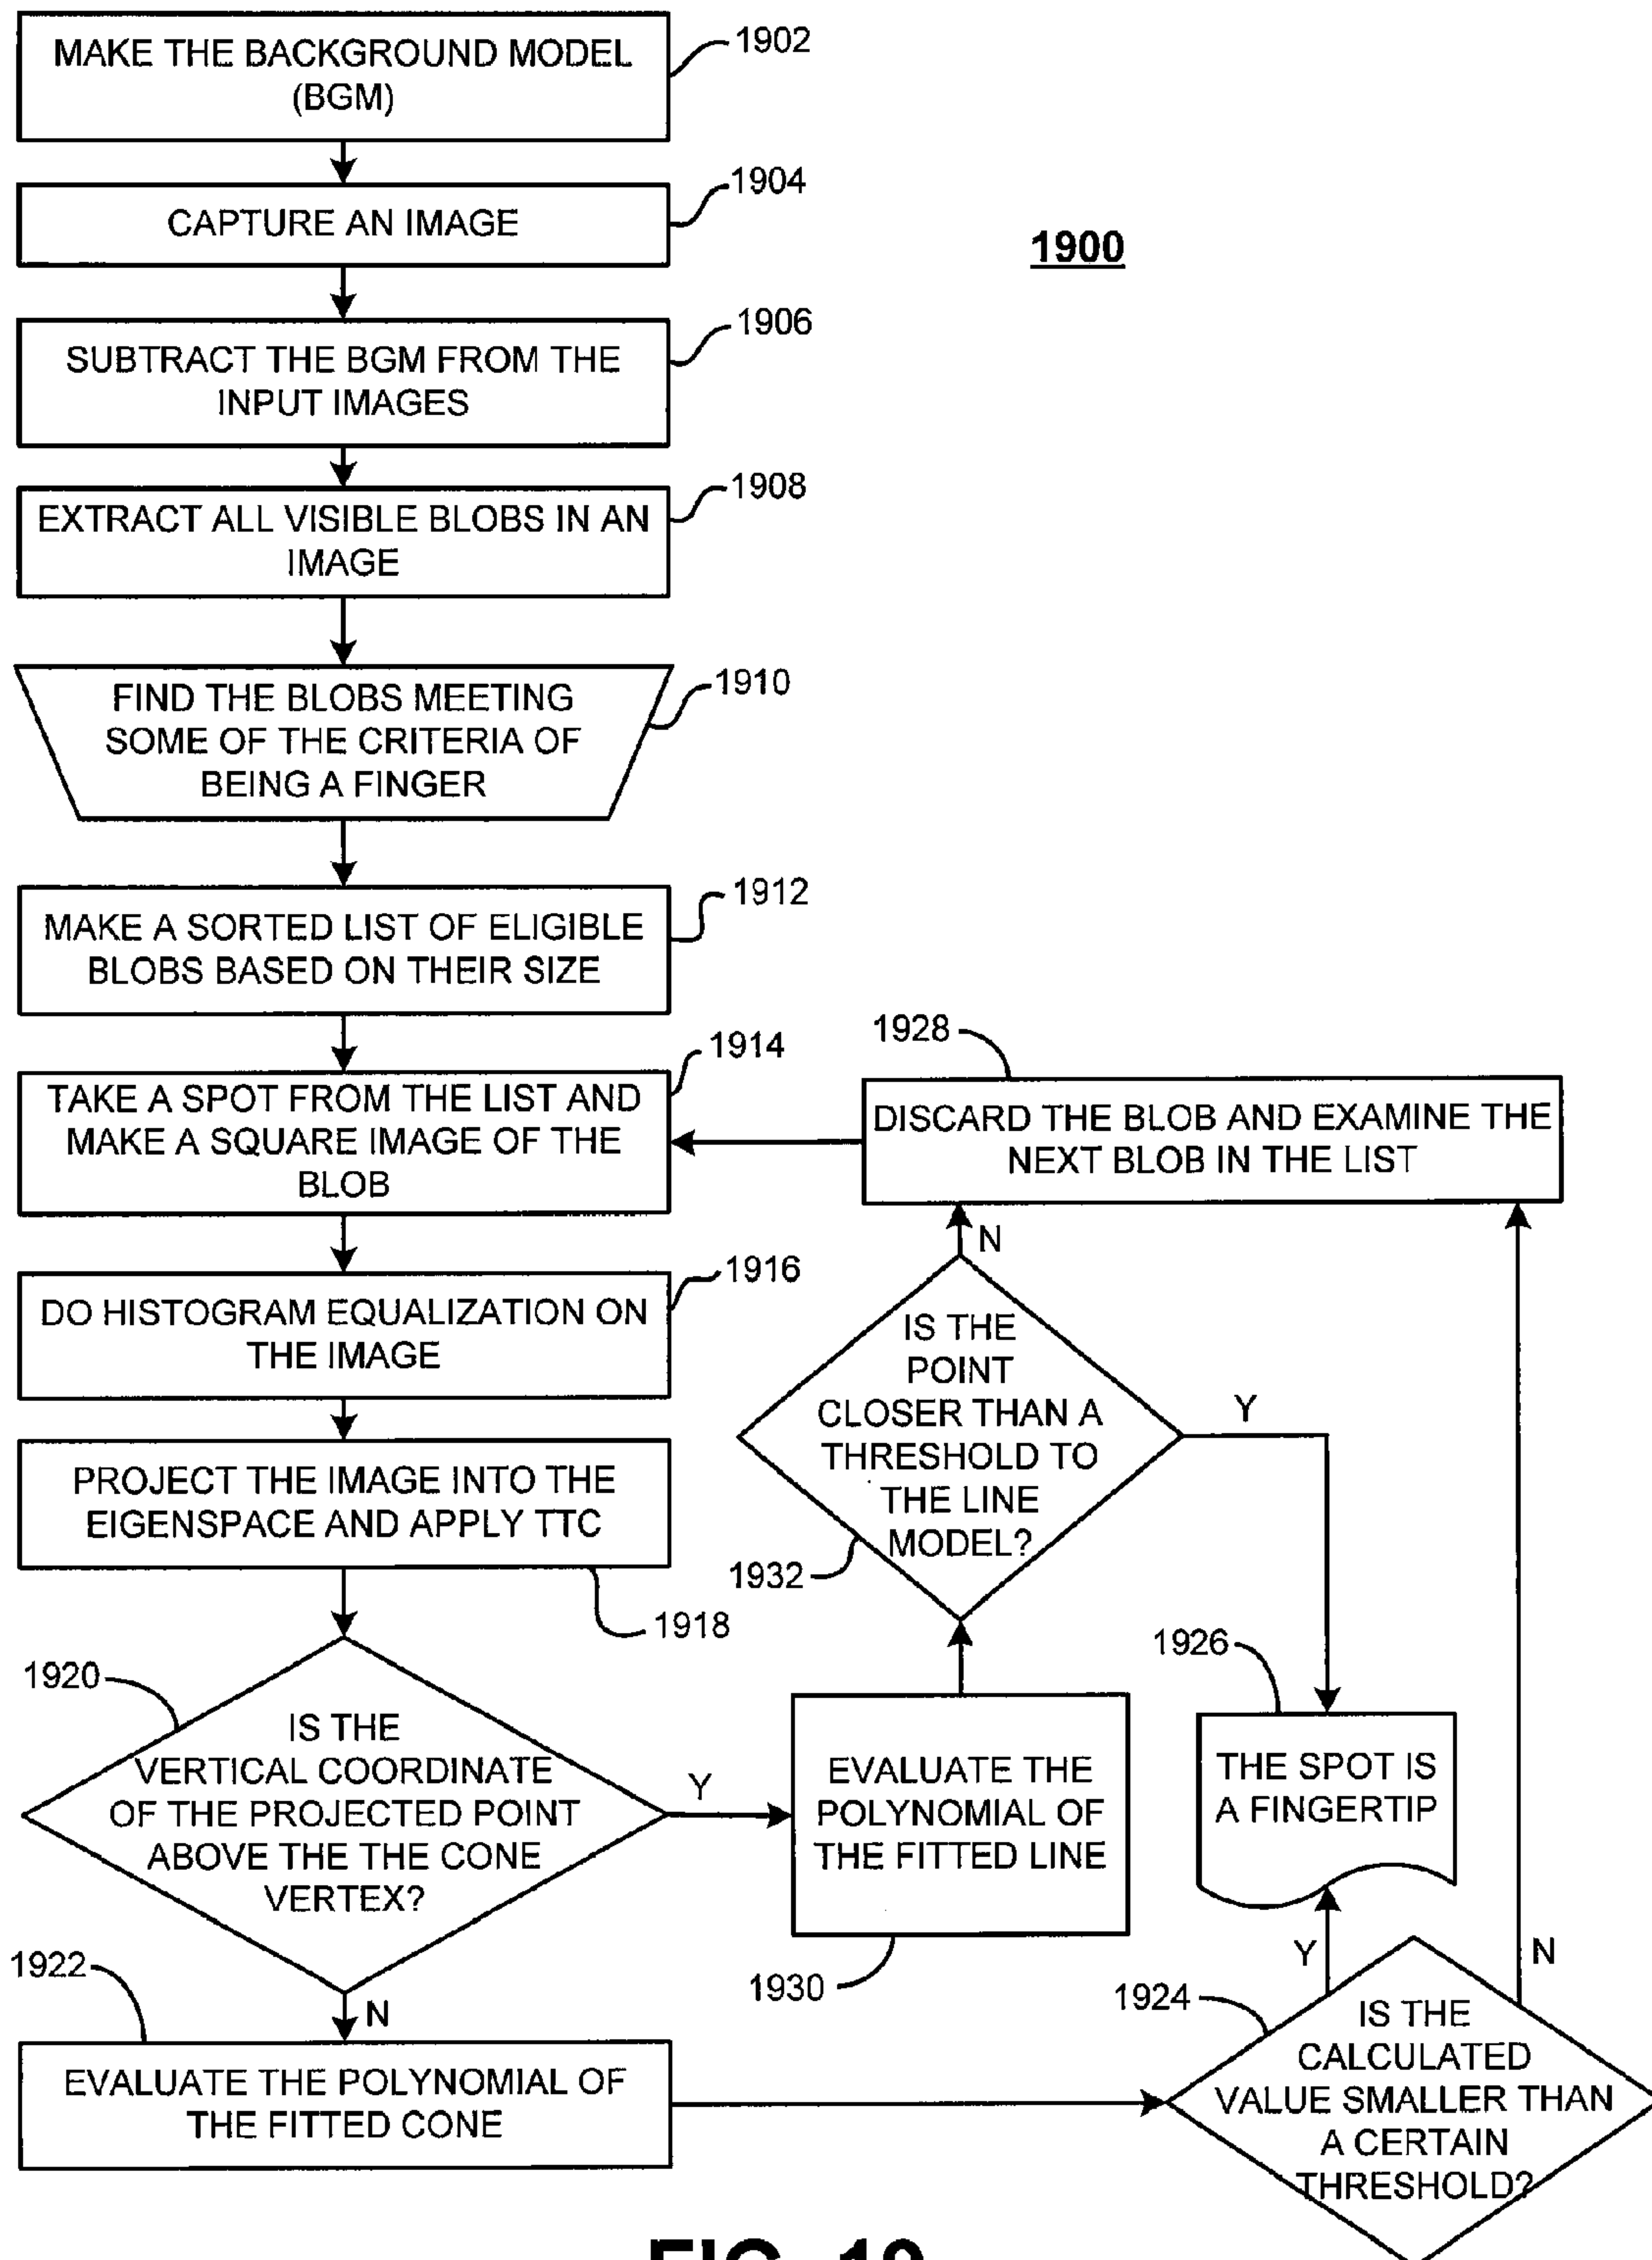 MAKE THE BACKGROUND MODEL
(BGM)
1902
CAPTURE AN IMAGE
1904
1900
SUBTRACT THE BGM FROM THE
INPUT IMAGES
1906
EXTRACT ALL VISIBLE BLOBS IN AN
IMAGE
1908
FIND THE BLOBS MEETING
SOME OF THE CRITERIA OF
BEING A FINGER
1910
MAKE A SORTED LIST OF ELIGIBLE
BLOBS BASED ON THEIR SIZE
1912
TAKE A SPOT FROM THE LIST AND
MAKE A SQUARE IMAGE OF THE
BLOB
1914
1928
DISCARD THE BLOB AND EXAMINE THE
NEXT BLOB IN THE LIST
DO HISTOGRAM EQUALIZATION ON
THE IMAGE
1916
PROJECT THE IMAGE INTO THE
EIGENSPACE AND APPLY TTC
1918
N
IS THE
POINT
CLOSER THAN A
THRESHOLD TO
THE LINE
MODEL?
1932
Y
1920
IS THE
VERTICAL COORDINATE
OF THE PROJECTED POINT
ABOVE THE THE CONE
VERTEX?
Y
EVALUATE THE
POLYNOMIAL OF
THE FITTED LINE
1930
1926
THE SPOT IS
A FINGERTIP
N
1922
EVALUATE THE POLYNOMIAL OF
THE FITTED CONE
Y
N
1924
IS THE
CALCULATED
VALUE SMALLER THAN
A CERTAIN
THRESHOLD?